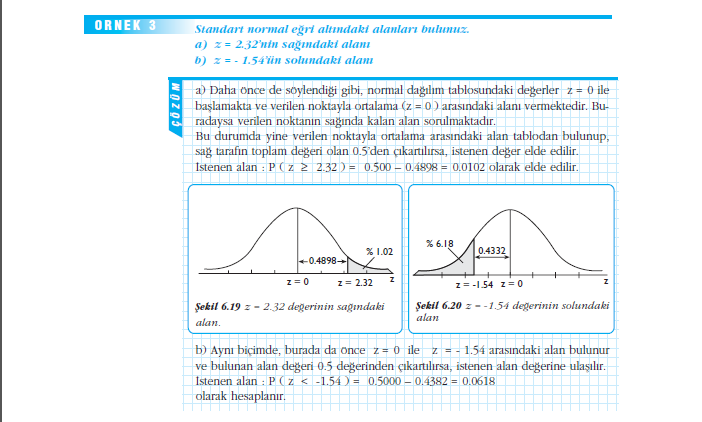 ORNEK 3
Standart normal eğri altındaki alanları bulunuz.
a) z = 2.32'nin sağındaki alanı
b) z = - 1.54'ün solundaki alanı
ÇÖZÜM
a) Daha önce de söylendiği gibi, normal dağılım tablosundaki değerler z = 0 ile
başlamakta ve verilen noktayla ortalama (z = 0 ) arasındaki alanı vermektedir. Bu-
radaysa verilen noktanın sağında kalan alan sorulmaktadır.
Bu durumda yine verilen noktayla ortalama arasındaki alan tablodan bulunup,
sağ tarafın toplam değeri olan 0.5'den çıkartılırsa, istenen değer elde edilir.
Istenen alan : P ( z ≥ 2.32 ) = 0.500 – 0.4898 = 0.0102 olarak elde edilir.
% 1.02
0.4898
z = 0
z = 2.32
z
Şekil 6.19 z = 2.32 değerinin sağındaki
alan.
% 6.18
0.4332
z = -1.54
z = 0
z
Şekil 6.20 z = -1.54 değerinin solundaki
alan
b) Aynı biçimde, burada da önce z = 0 ile z = - 1.54 arasındaki alan bulunur
ve bulunan alan değeri 0.5 değerinden çıkartılırsa, istenen alan değerine ulaşılır.
Istenen alan : P ( z < -1.54 ) = 0.5000 – 0.4382 = 0.0618
olarak hesaplanır.